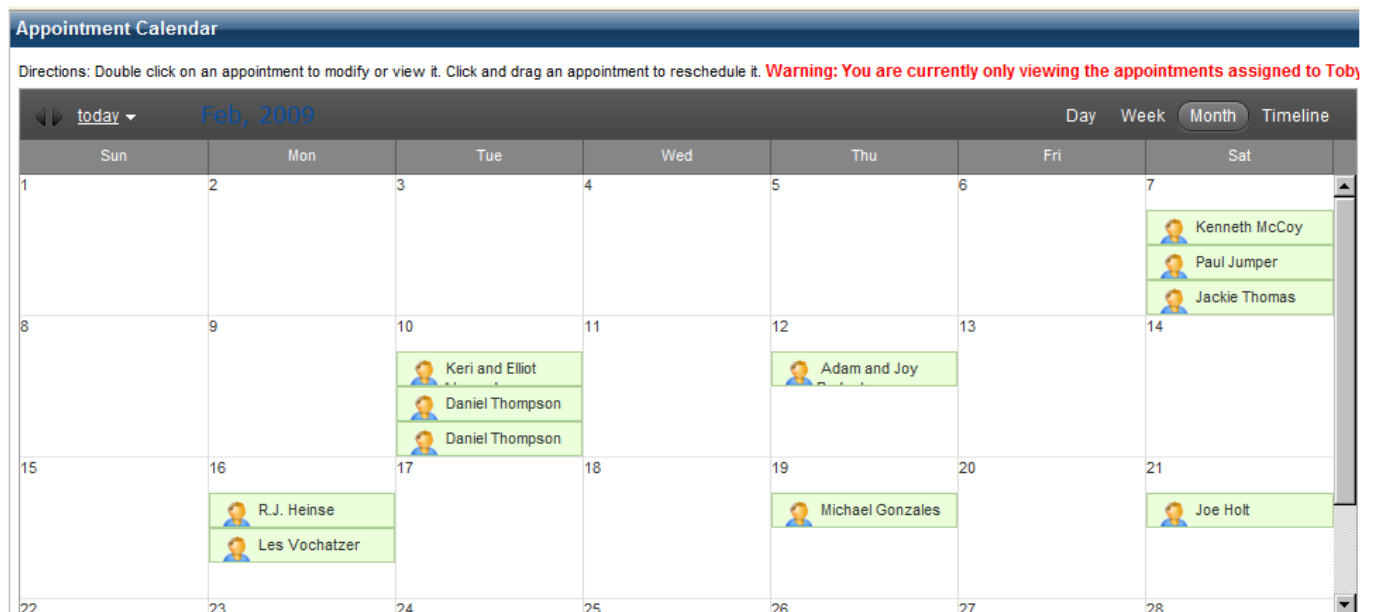 Appointment Calendar
Directions: Double click on an appointment to modify or view it. Click and drag an appointment to reschedule it. Warning: You are currently only viewing the appointments assigned to Toby
today Feb, 2009 Day Week Month Timeline
Sun Mon Tue Wed Thu Fri Sat
1 2 3 4 5 6 7
Kenneth McCoy
Paul Jumper
Jackie Thomas
8 9 10 11 12 13 14
Keri and Elliot Adam and Joy
Daniel Thompson
Daniel Thompson
15 16 17 18 19 20 21
R.J. Heinse Michael Gonzales Joe Holt
Les Vochatzer
22 23 24 25 26 27 28